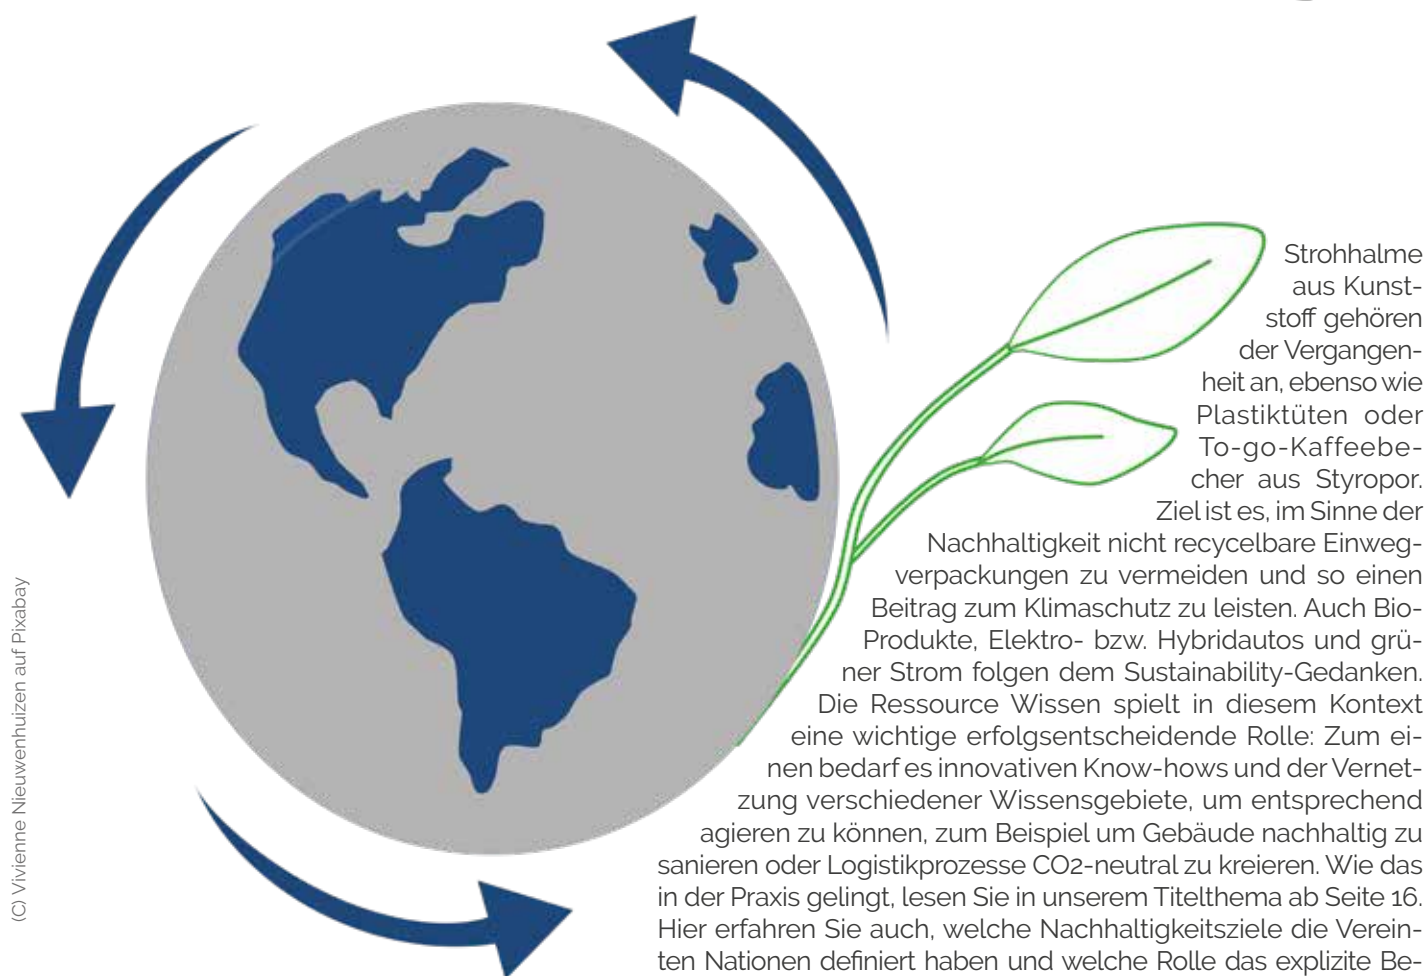 Strohhalme
aus Kunst-
stoff gehören
der Vergangen-
heit an, ebenso wie
Plastiktüten oder
To-go-Kaffeebe-
cher aus Styropor.
Ziel ist es, im Sinne der
Nachhaltigkeit nicht recycelbare Einweg-
verpackungen zu vermeiden und so einen
Beitrag zum Klimaschutz zu leisten. Auch Bio-
Produkte, Elektro- bzw. Hybridautos und grü-
ner Strom folgen dem Sustainability-Gedanken.
Die Ressource Wissen spielt in diesem Kontext
eine wichtige erfolgsentscheidende Rolle: Zum ei-
nen bedarf es innovativen Know-hows und der Vernet-
zung verschiedener Wissensgebiete, um entsprechend
agieren zu können, zum Beispiel um Gebäude nachhaltig zu
sanieren oder Logistikprozesse CO2-neutral zu kreieren. Wie das
in der Praxis gelingt, lesen Sie in unserem Titelthema ab Seite 16.
Hier erfahren Sie auch, welche Nachhaltigkeitsziele die Verein-
ten Nationen definiert haben und welche Rolle das explizite Be-
(C) Vivienne Nieuwenhuizen auf Pixabay